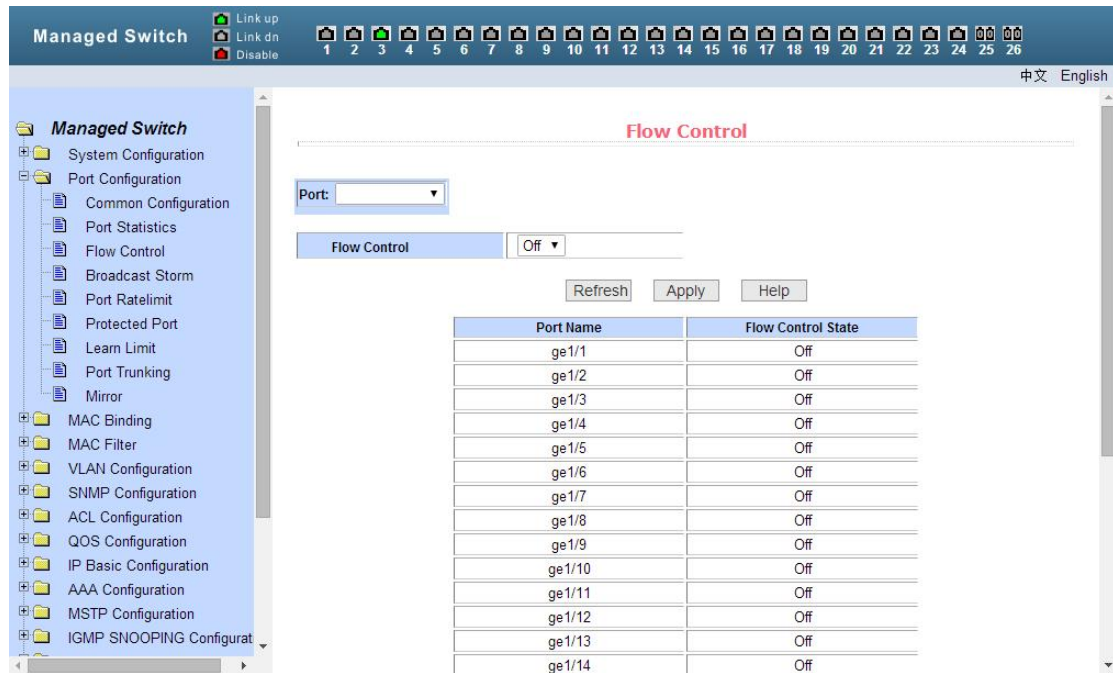 Managed Switch
Link up
Link dn
Disable
1 2 3 4 5 6 7 8 9 10 11 12 13 14 15 16 17 18 19 20 21 22 23 24 25 26
中文 English
Managed Switch
System Configuration
Port Configuration
Common Configuration
Port Statistics
Flow Control
Broadcast Storm
Port Ratelimit
Protected Port
Learn Limit
Port Trunking
Mirror
MAC Binding
MAC Filter
VLAN Configuration
SNMP Configuration
ACL Configuration
QOS Configuration
IP Basic Configuration
AAA Configuration
MSTP Configuration
IGMP SNOOPING Configurat
Flow Control
Port:
Flow Control Off
Refresh Apply Help
Port Name Flow Control State
ge1/1 Off
ge1/2 Off
ge1/3 Off
ge1/4 Off
ge1/5 Off
ge1/6 Off
ge1/7 Off
ge1/8 Off
ge1/9 Off
ge1/10 Off
ge1/11 Off
ge1/12 Off
ge1/13 Off
ge1/14 Off